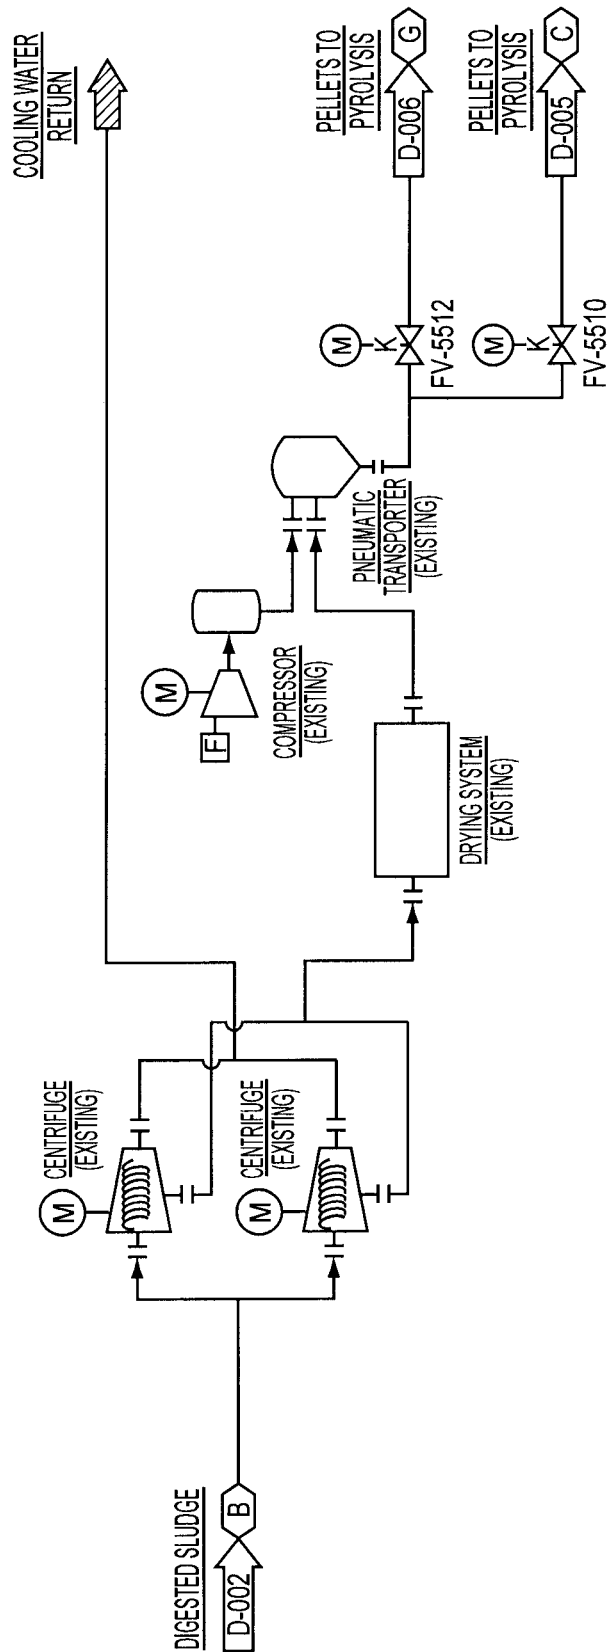 DIGESTED SLUDGE
D-002
B
M
CENTRIFUGE
(EXISTING)
M
CENTRIFUGE
(EXISTING)
COOLING WATER
RETURN
DRYING SYSTEM
(EXISTING)
F
M
COMPRESSOR
(EXISTING)
PNEUMATIC
TRANSPORTER
(EXISTING)
M
K
FV-5512
M
K
FV-5510
PELLETS TO
PYROLYSIS
D-006
G
PELLETS TO
PYROLYSIS
D-005
C